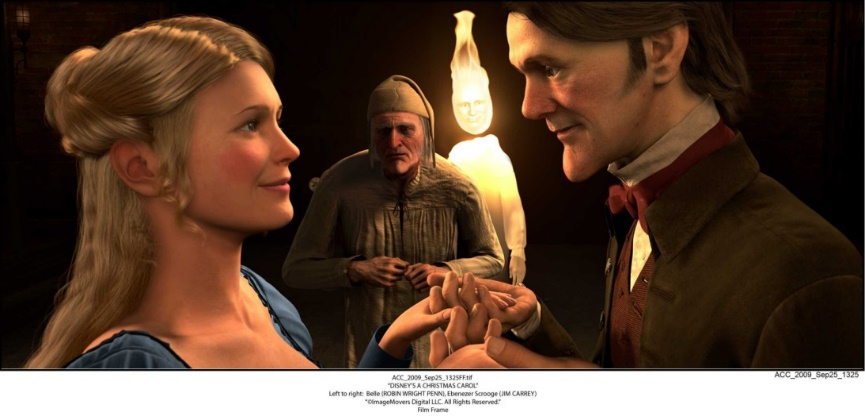 ACC_2009_Sep25_1325FF.tif
ACC_2009_Sep25_1325
"DISNEY'S A CHRISTMAS CAROL"
Left to right: Belle (ROBIN WRIGHT PENN), Ebenezer Scrooge (JIM CARREY)
"©ImageMovers Digital LLC. All Rights Reserved."
Film Frame